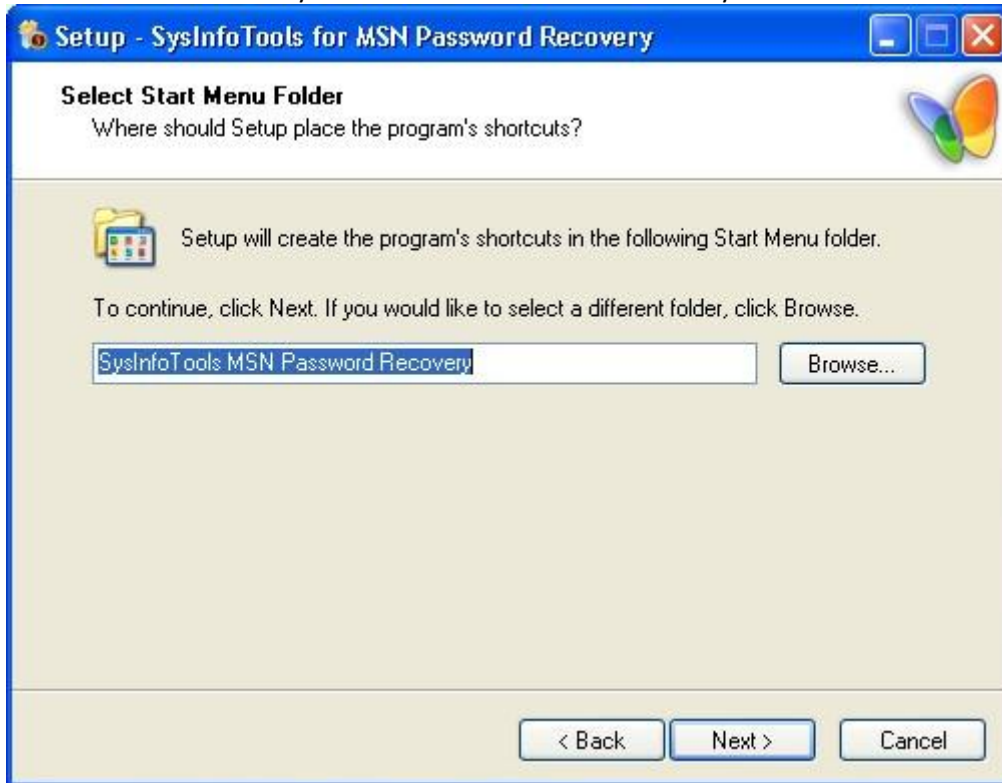 Setup - SysInfoTools for MSN Password Recovery
Select Start Menu Folder
Where should Setup place the program's shortcuts?
Setup will create the program's shortcuts in the following Start Menu folder.
To continue, click Next. If you would like to select a different folder, click Browse.
SysInfoTools MSN Password Recovery
Browse...
< Back
Next >
Cancel